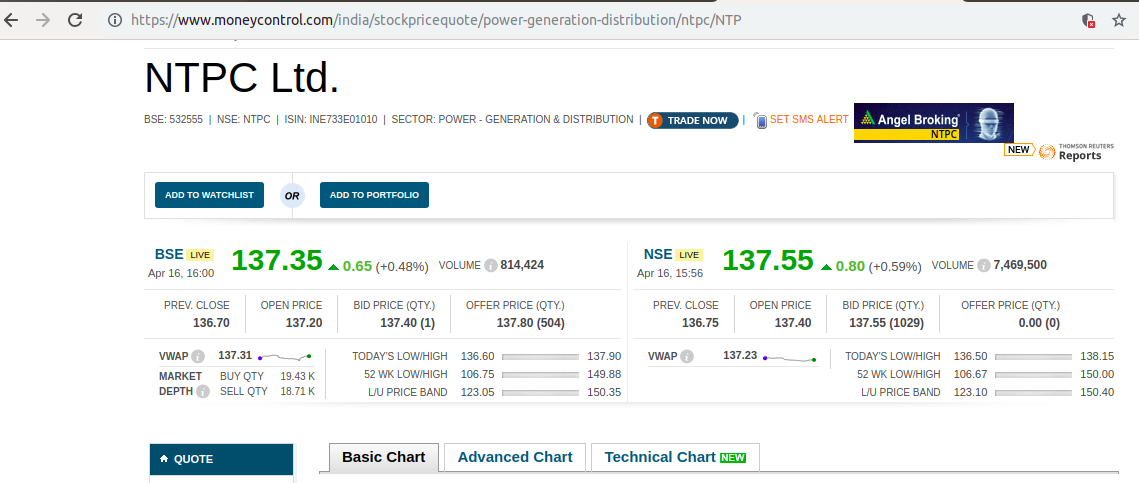 https://www.moneycontrol.com/india/stockpricequote/power-generation-distribution/ntpc/NTP
NTPC Ltd.
BSE: 532555 | NSE: NTPC | ISIN: INE733E01010 | SECTOR: POWER - GENERATION & DISTRIBUTION | T TRADE NOW | SET SMS ALERT
Angel Broking
NTPC
NEW THOMSON REUTERS
Reports
ADD TO WATCHLIST OR ADD TO PORTFOLIO
BSE LIVE 137.35 0.65 (+0.48%) VOLUME i 814,424
Apr 16, 16:00
PREV. CLOSE OPEN PRICE BID PRICE (QTY.) OFFER PRICE (QTY.)
136.70 137.20 137.40 (1) 137.80 (504)
VWAP i 137.31 TODAY'S LOW/HIGH 136.60 137.90
MARKET BUY QTY 19.43 K 52 WK LOW/HIGH 106.75 149.88
DEPTH i SELL QTY 18.71 K L/U PRICE BAND 123.05 150.35
NSE LIVE 137.55 0.80 (+0.59%) VOLUME i 7,469,500
Apr 16, 15:56
PREV. CLOSE OPEN PRICE BID PRICE (QTY.) OFFER PRICE (QTY.)
136.75 137.40 137.55 (1029) 0.00 (0)
VWAP i 137.23 TODAY'S LOW/HIGH 136.50 138.15
52 WK LOW/HIGH 106.67 150.00
L/U PRICE BAND 123.10 150.40
QUOTE
Basic Chart Advanced Chart Technical Chart NEW